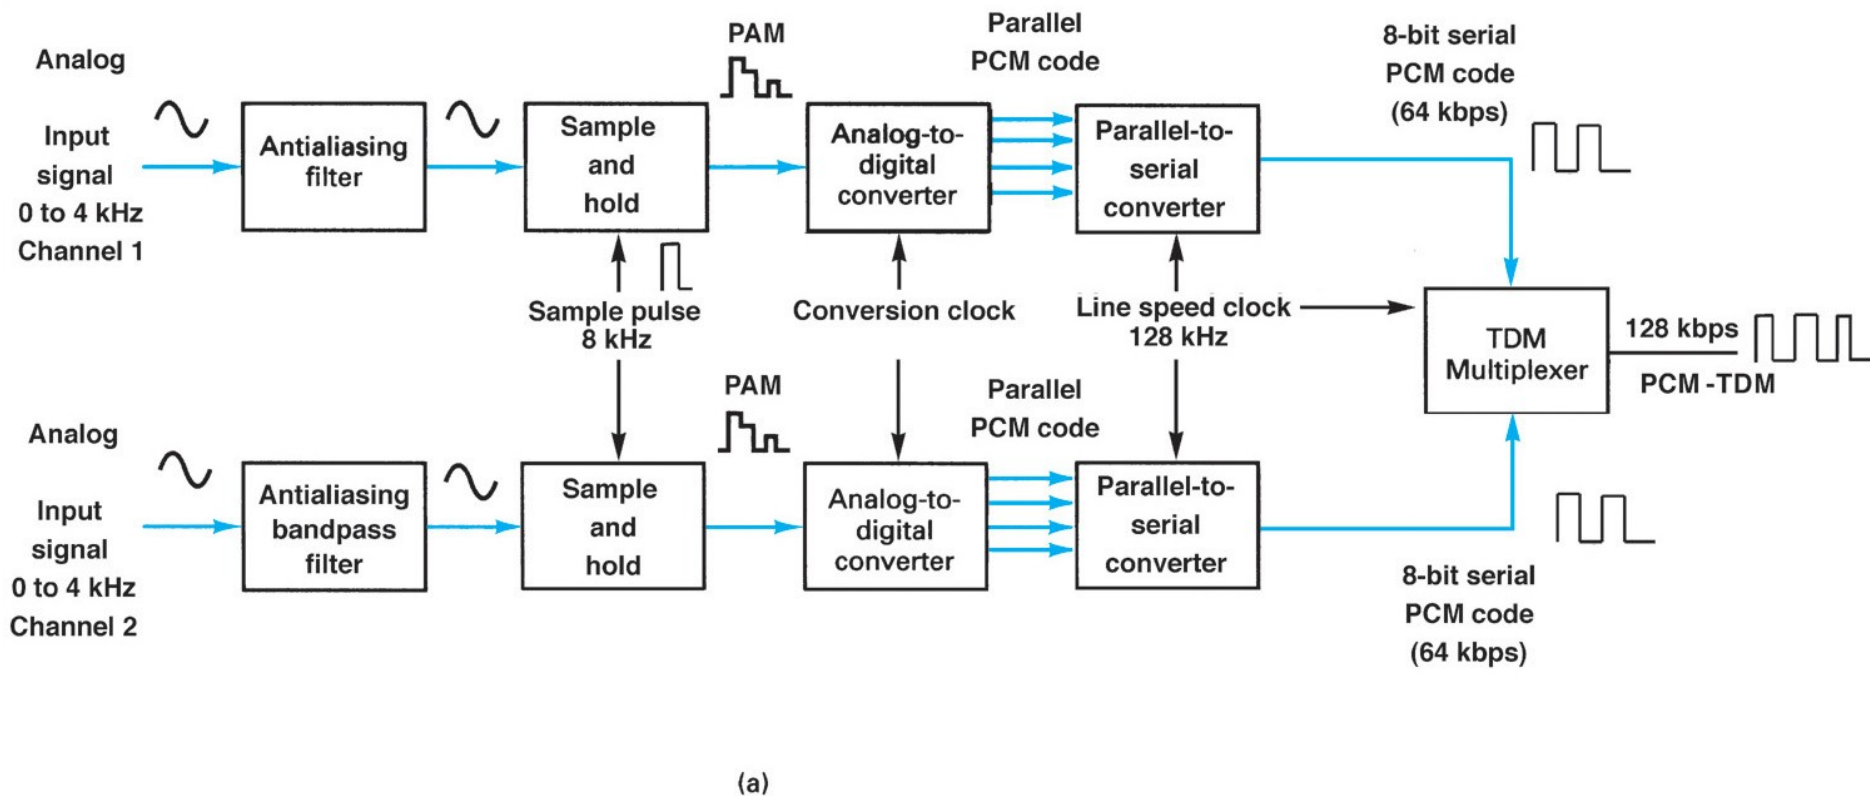 Analog
Input
signal
0 to 4 kHz
Channel 1
Antialiasing
filter
Sample
and
hold
PAM
Analog-to-
digital
converter
Parallel
PCM code
Parallel-to-
serial
converter
8-bit serial
PCM code
(64 kbps)
Sample pulse
8 kHz
Conversion clock
Line speed clock
128 kHz
TDM
Multiplexer
128 kbps
PCM -TDM
Analog
Input
signal
0 to 4 kHz
Channel 2
Antialiasing
bandpass
filter
Sample
and
hold
PAM
Analog-to-
digital
converter
Parallel
PCM code
Parallel-to-
serial
converter
8-bit serial
PCM code
(64 kbps)
(a)